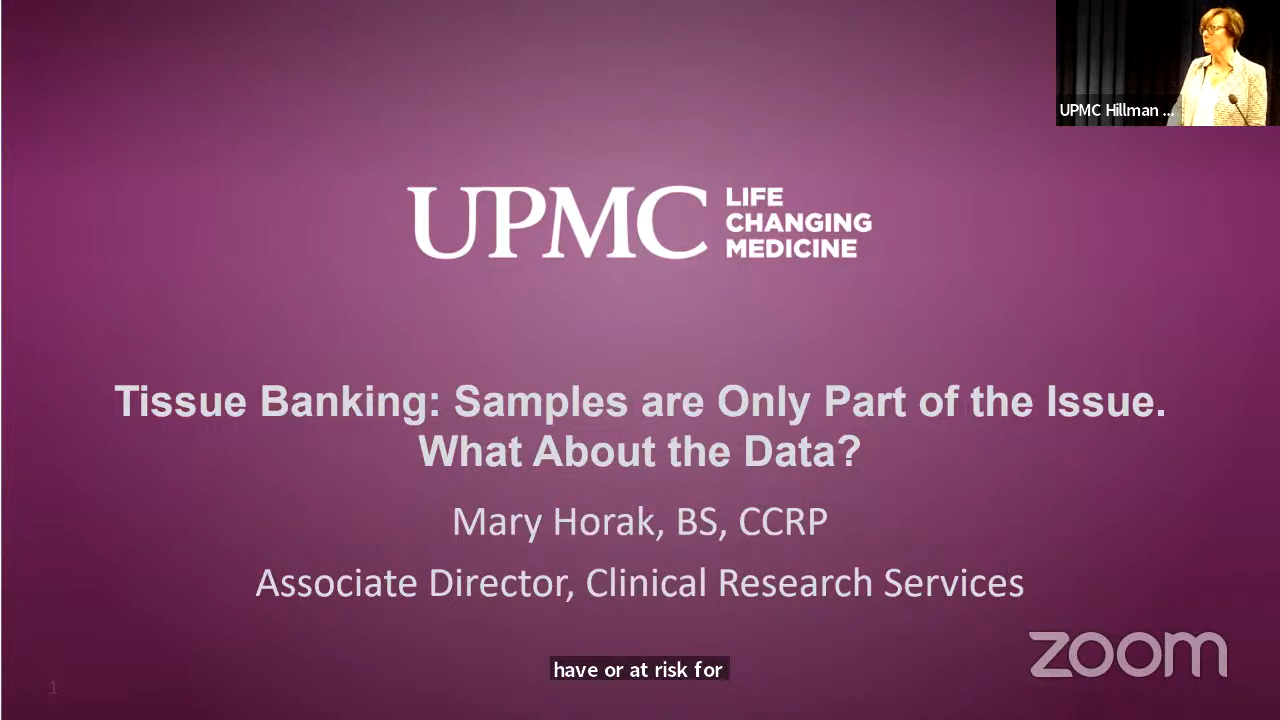 UPMC Hillman ...
UPMC
LIFE
CHANGING
MEDICINE
Tissue Banking: Samples are Only Part of the Issue.
What About the Data?
Mary Horak, BS, CCRP
Associate Director, Clinical Research Services
zoom
have or at risk for
1